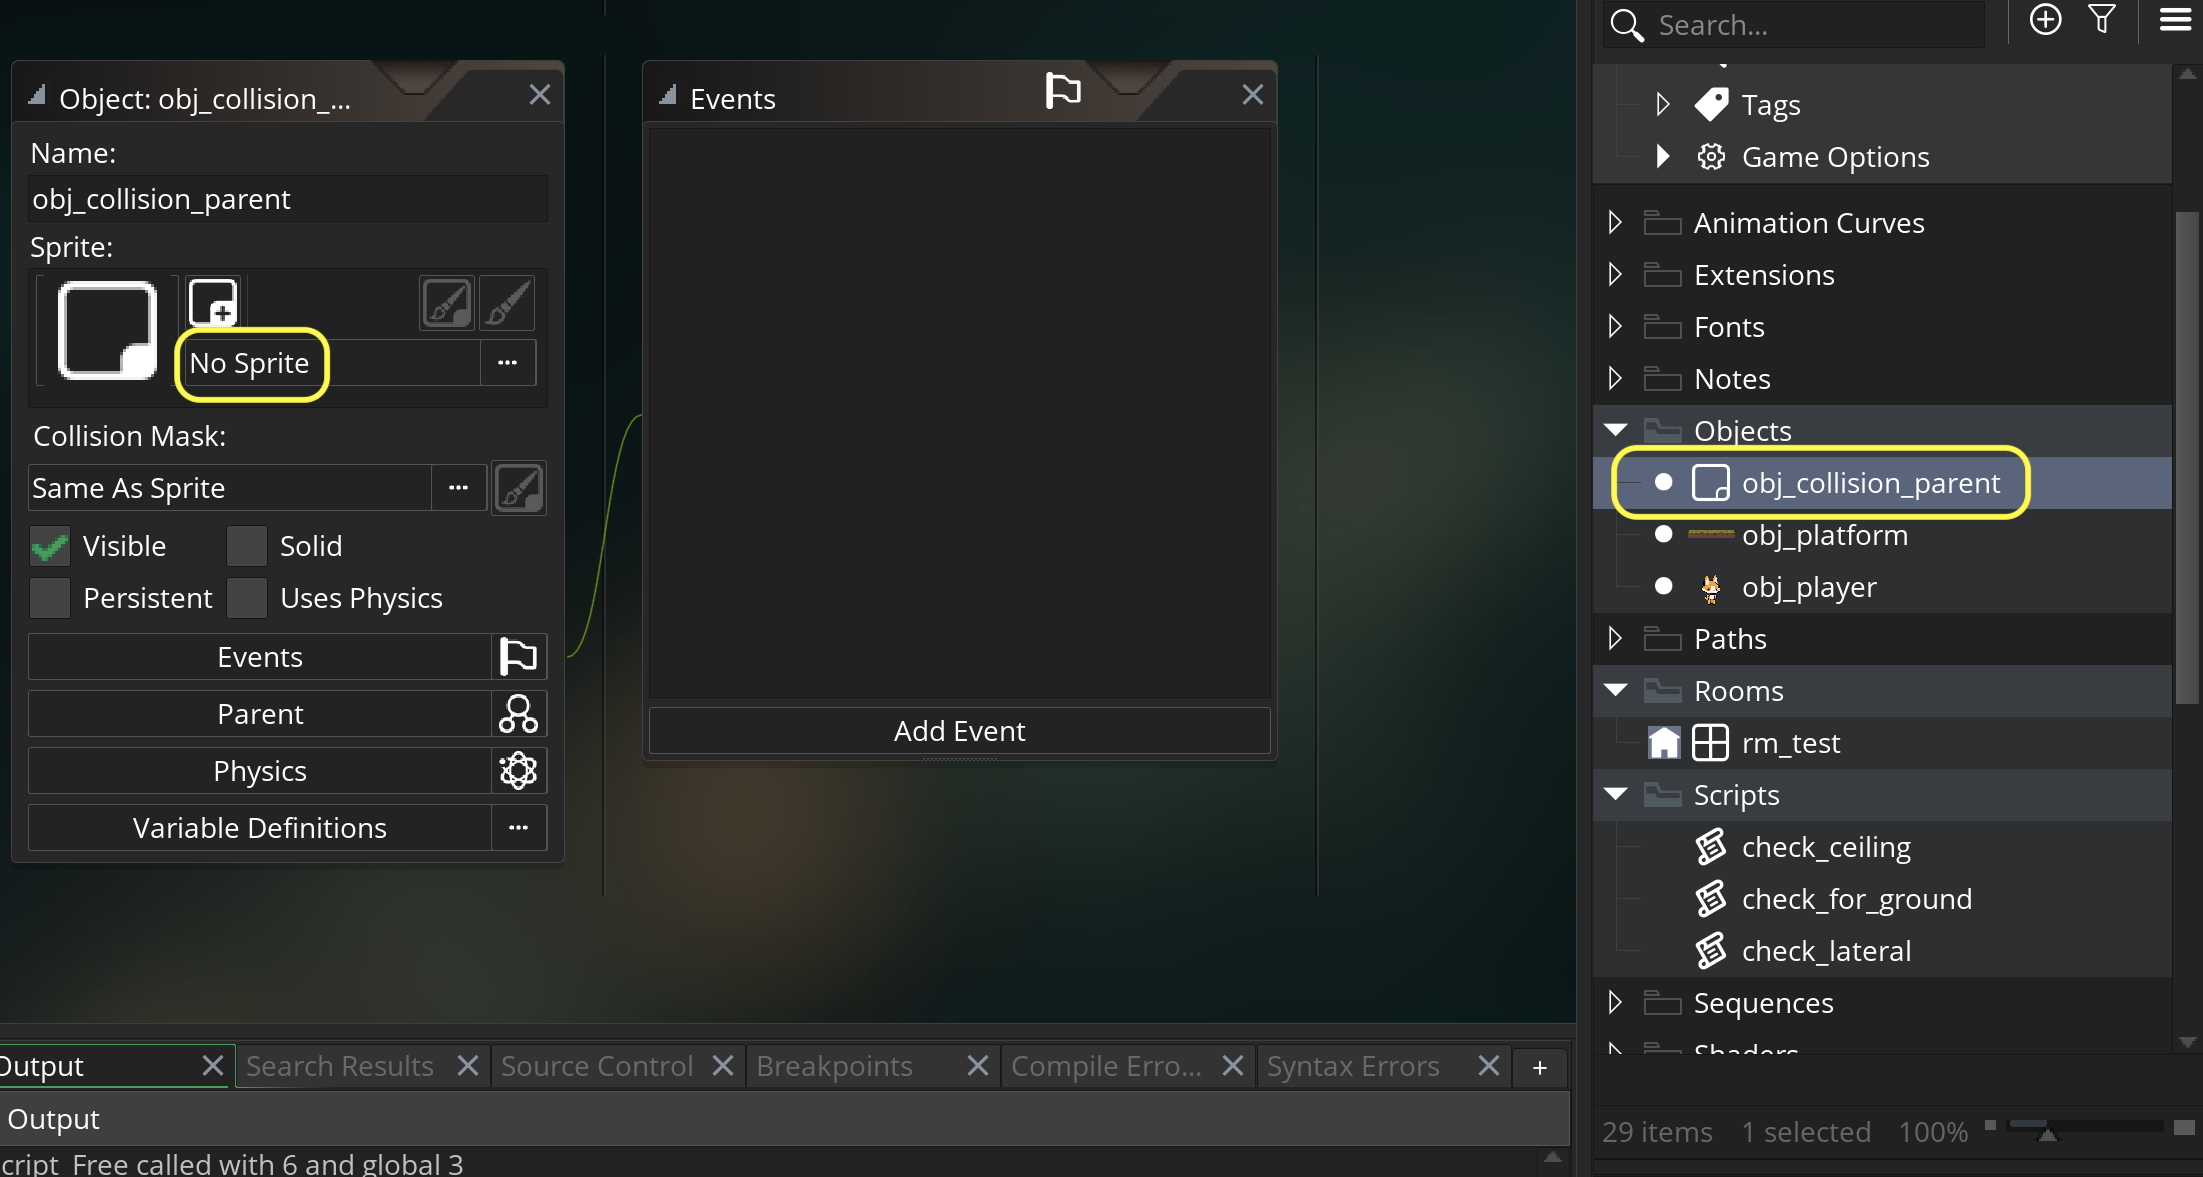 Object: obj_collision_...
Name:
obj_collision_parent
Sprite:
No Sprite
...
Collision Mask:
Same As Sprite
...
Visible
Solid
Persistent
Uses Physics
Events
Parent
Physics
Variable Definitions
...
Events
Add Event
Search...
Tags
Game Options
Animation Curves
Extensions
Fonts
Notes
Objects
obj_collision_parent
obj_platform
obj_player
Paths
Rooms
rm_test
Scripts
check_ceiling
check_for_ground
check_lateral
Sequences
Shaders
29 items 1 selected 100%
Output Search Results Source Control Breakpoints Compile Erro... Syntax Errors +
Output
cript Free called with 6 and global 3